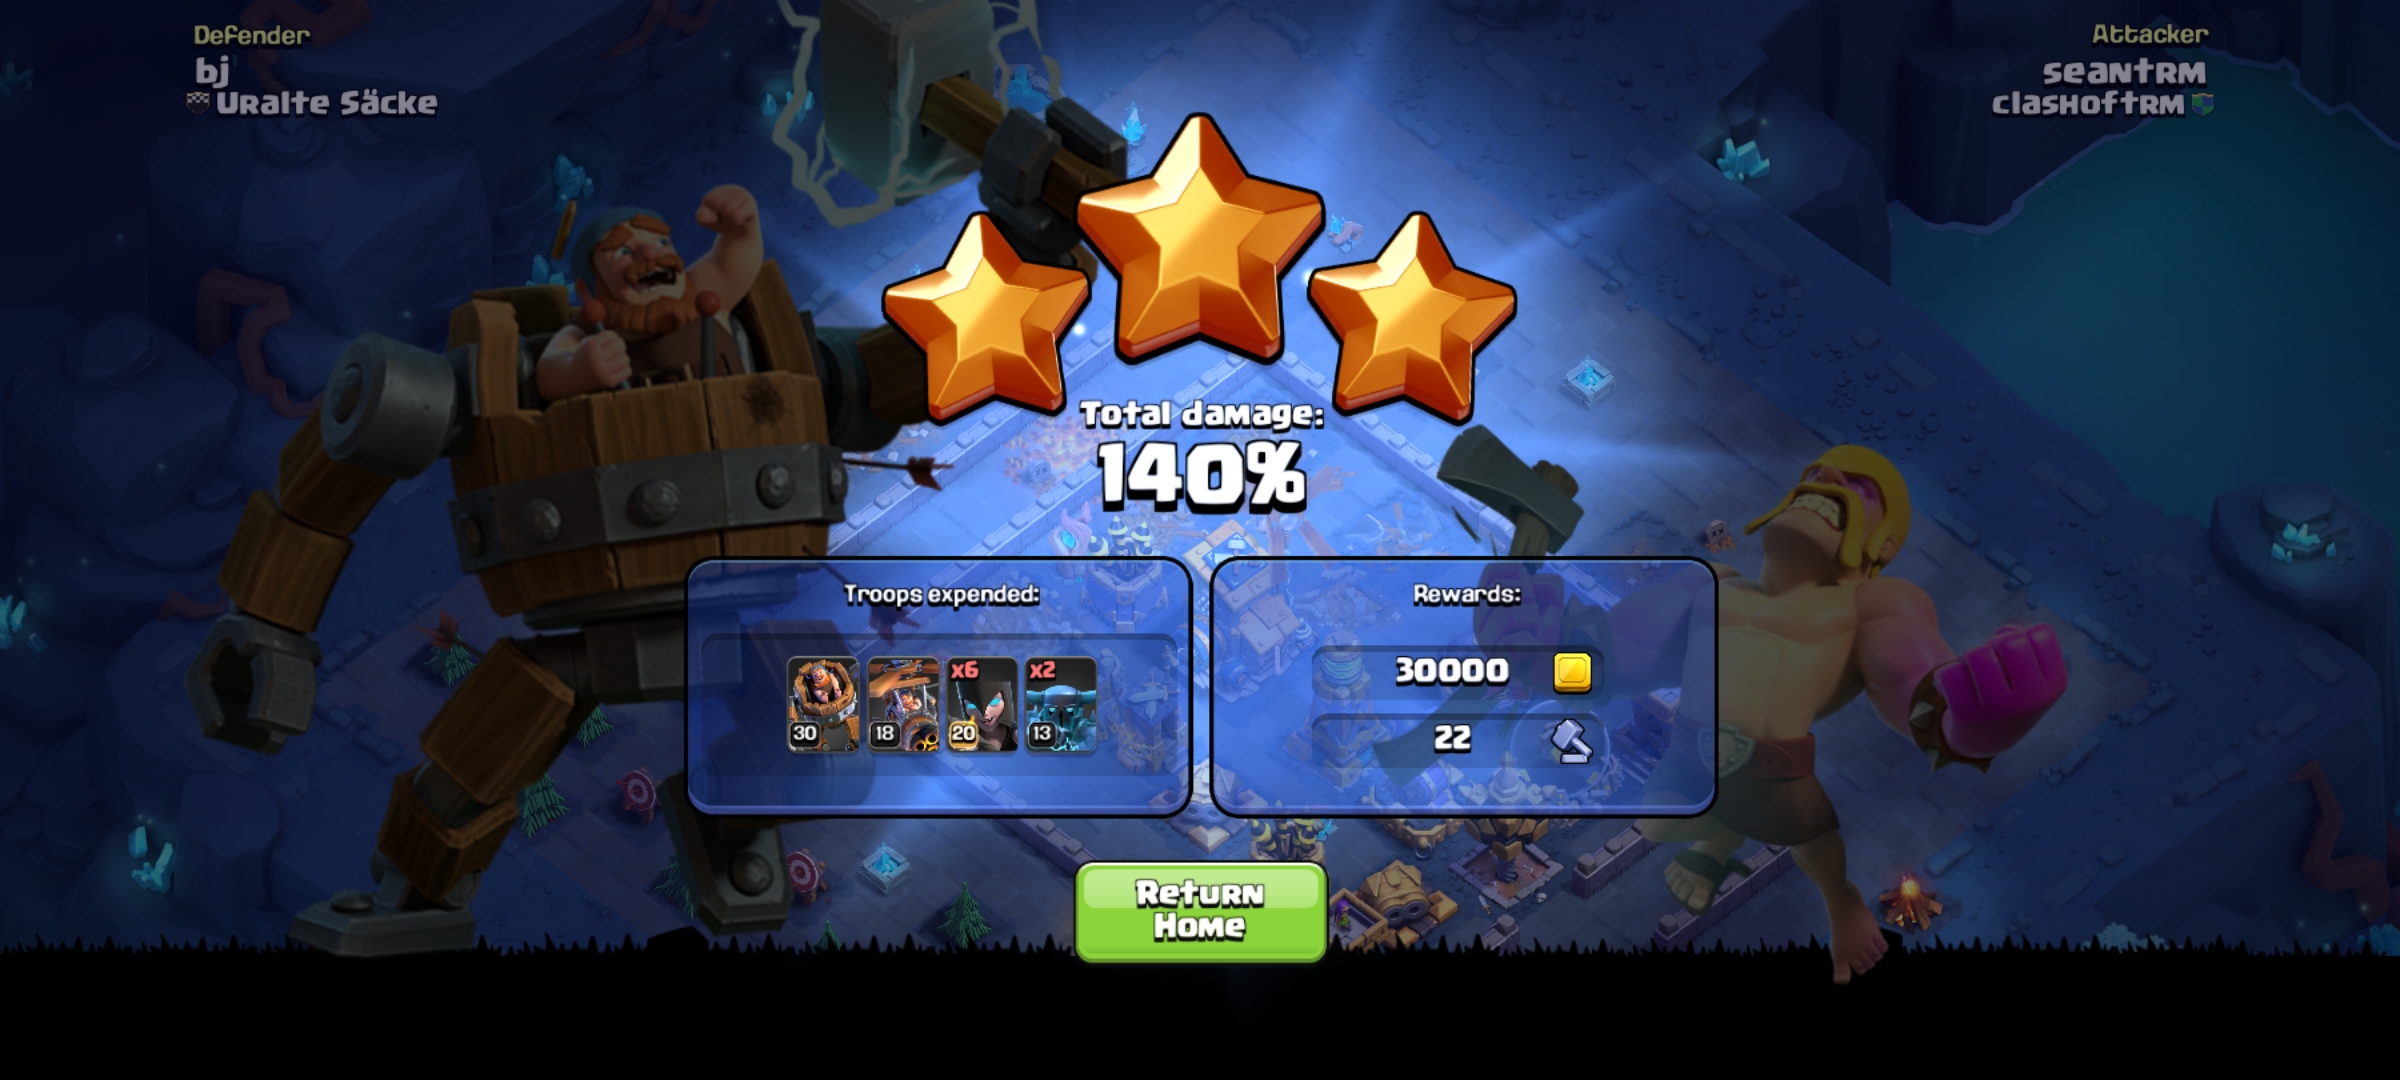 Defender
bj
Uralte Säcke
Attacker
seantrm
clashoftrm
Total damage:
140%
Troops expended:
30
18
x6
20
x2
13
Rewards:
30000
22
Return
Home